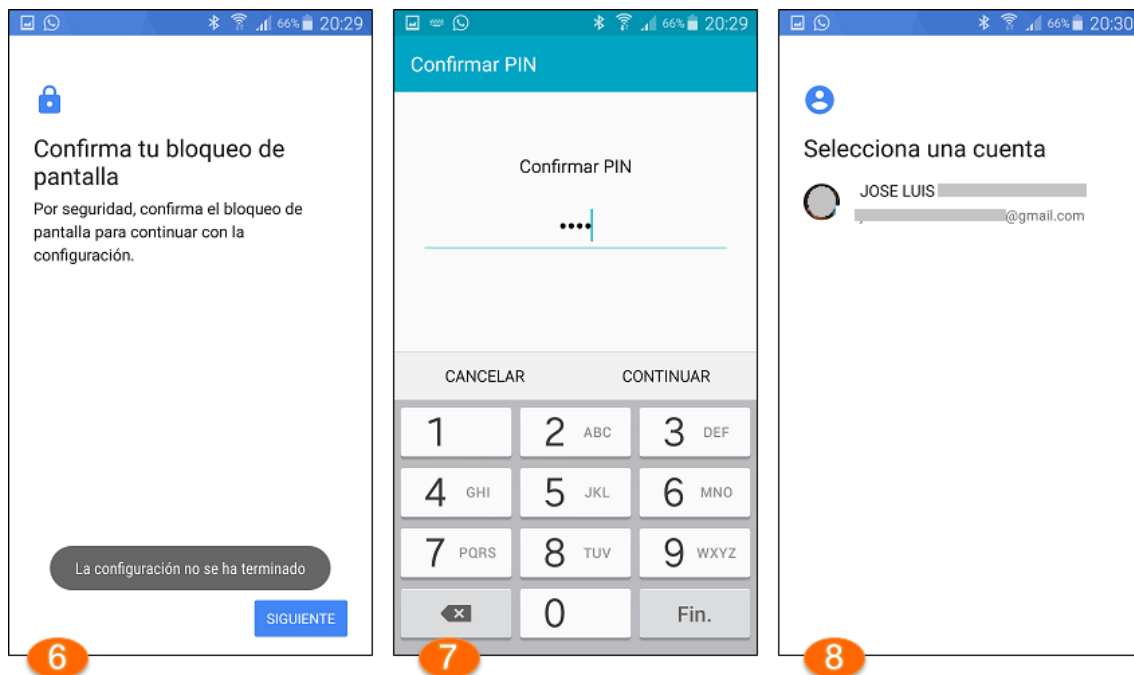 66% 20:29
Confirma tu bloqueo de
pantalla
Por seguridad, confirma el bloqueo de
pantalla para continuar con la
configuración.
La configuración no se ha terminado
SIGUIENTE
6
66% 20:29
Confirmar PIN
Confirmar PIN
CANCELAR CONTINUAR
1 2 ABC 3 DEF
4 GHI 5 JKL 6 MNO
7 PQRS 8 TUV 9 WXYZ
0 Fin.
7
66% 20:30
Selecciona una cuenta
JOSE LUIS
@gmail.com
8